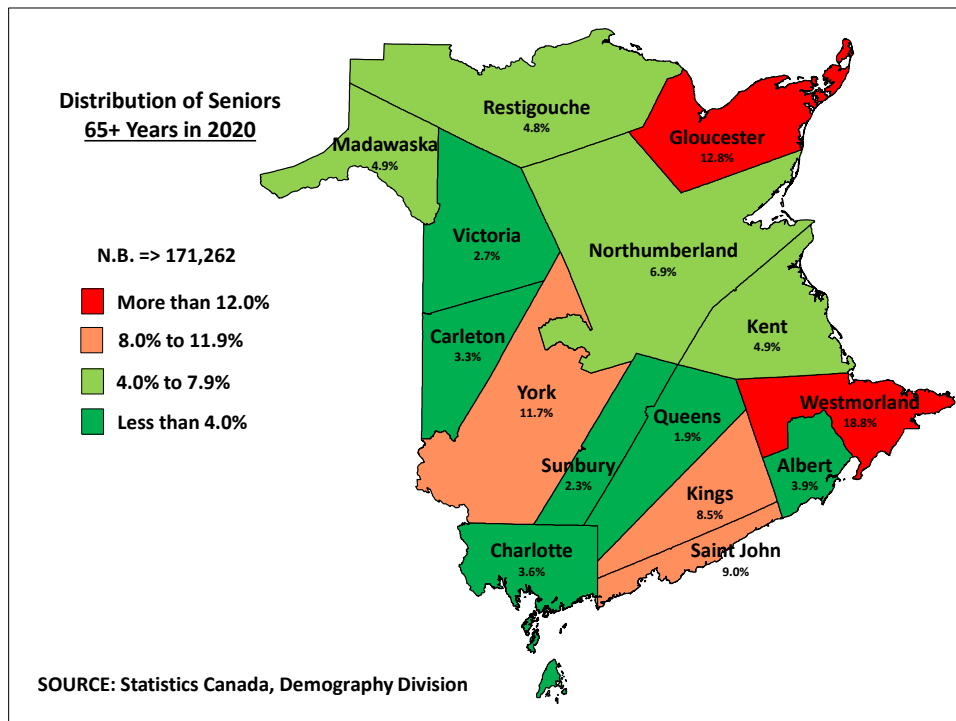 Distribution of Seniors
65+ Years in 2020
N.B. => 171,262
More than 12.0%
8.0% to 11.9%
4.0% to 7.9%
Less than 4.0%
Restigouche
4.8%
Gloucester
12.8%
Madawaska
4.9%
Victoria
2.7%
Northumberland
6.9%
Carleton
3.3%
Kent
4.9%
York
11.7%
Westmorland
18.8%
Queens
1.9%
Sunbury
2.3%
Albert
3.9%
Kings
8.5%
Charlotte
3.6%
Saint John
9.0%
SOURCE: Statistics Canada, Demography Division